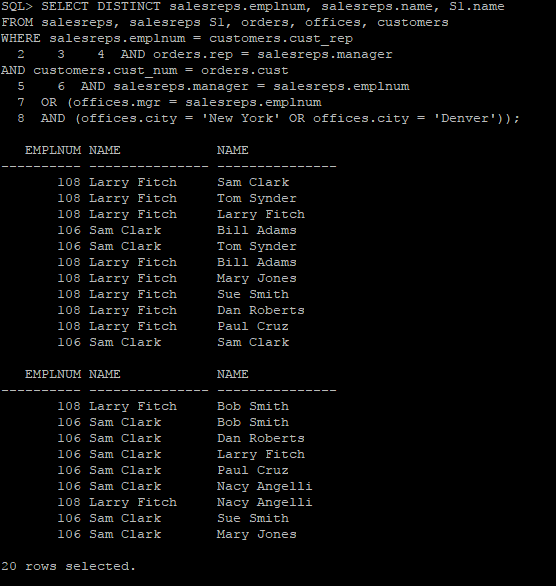 SQL> SELECT DISTINCT salesreps.emplnum, salesreps.name, S1.name
FROM salesreps, salesreps S1, orders, offices, customers
WHERE salesreps.emplnum = customers.cust_rep
  2    3    4  AND orders.rep = salesreps.manager
AND customers.cust_num = orders.cust
  5    6  AND salesreps.manager = salesreps.emplnum
  7  OR (offices.mgr = salesreps.emplnum
  8  AND (offices.city = 'New York' OR offices.city = 'Denver'));
   EMPLNUM NAME            NAME
---------- --------------- ---------------
       108 Larry Fitch     Sam Clark
       108 Larry Fitch     Tom Synder
       108 Larry Fitch     Larry Fitch
       106 Sam Clark       Bill Adams
       106 Sam Clark       Tom Synder
       108 Larry Fitch     Bill Adams
       108 Larry Fitch     Mary Jones
       108 Larry Fitch     Sue Smith
       108 Larry Fitch     Dan Roberts
       108 Larry Fitch     Paul Cruz
       106 Sam Clark       Sam Clark
   EMPLNUM NAME            NAME
---------- --------------- ---------------
       108 Larry Fitch     Bob Smith
       106 Sam Clark       Bob Smith
       106 Sam Clark       Dan Roberts
       106 Sam Clark       Larry Fitch
       106 Sam Clark       Paul Cruz
       106 Sam Clark       Nacy Angelli
       108 Larry Fitch     Nacy Angelli
       106 Sam Clark       Sue Smith
       106 Sam Clark       Mary Jones
20 rows selected.